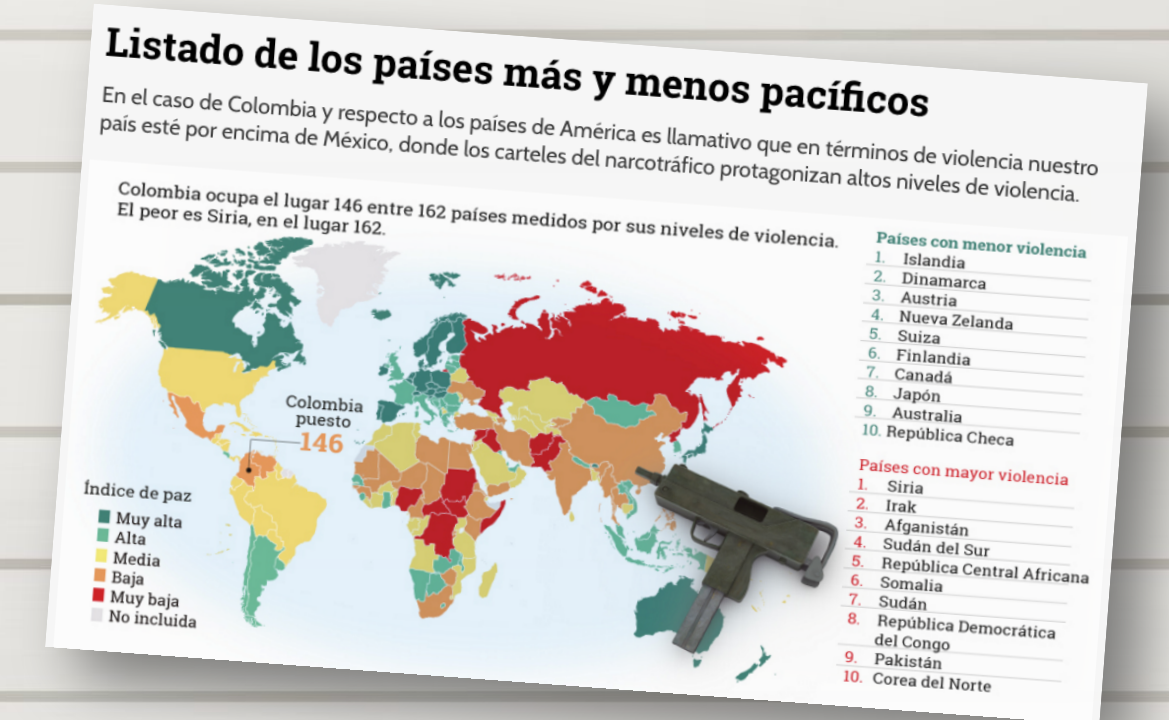 Listado de los países más y menos pacíficos
En el caso de Colombia y respecto a los países de América es llamativo que en términos de violencia nuestro
país esté por encima de México, donde los carteles del narcotráfico protagonizan altos niveles de violencia.
Colombia ocupa el lugar 146 entre 162 países medidos por sus niveles de violencia.
El peor es Siria, en el lugar 162.
Colombia
puesto
146
Índice de paz
Muy alta
Alta
Media
Baja
Muy baja
No incluida
Países con menor violencia
1. Islandia
2. Dinamarca
3. Austria
4. Nueva Zelanda
5. Suiza
6. Finlandia
7. Canadá
8. Japón
9. Australia
10. República Checa
Países con mayor violencia
1. Siria
2. Irak
3. Afganistán
4. Sudán del Sur
5. República Central Africana
6. Somalia
7. Sudán
8. República Democrática
del Congo
9. Pakistán
10. Corea del Norte